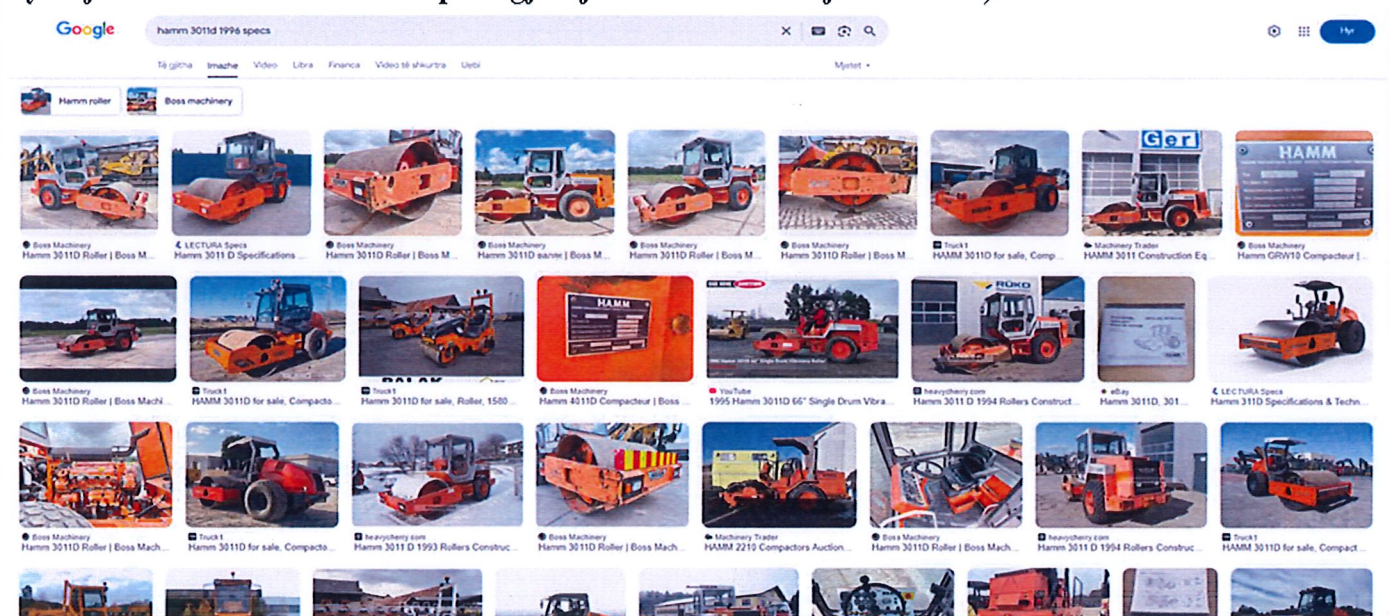 Google
hamm 3011d 1996 specs
Hyr
Të gjitha Imazhe Video Libra Financa Video të shkurtra Uebi Mjetet
Hamm roller Boss machinery
Gerl
HAMM
Boss Machinery LECTURA Specs Boss Machinery Boss Machinery Boss Machinery Boss Machinery Truck1 Machinery Trader Boss Machinery
Hamm 3011D Roller | Boss M... Hamm 3011 D Specifications ... Hamm 3011D Roller | Boss M... Hamm 3011D валяк | Boss M... Hamm 3011D Roller | Boss M... Hamm 3011D Roller | Boss M... HAMM 3011D for sale, Comp... HAMM 3011 Construction Eq... Hamm GRW10 Compacteur | ...
HAMM
RÜKO
Boss Machinery Truck1 Truck1 Boss Machinery YouTube heavycherry.com eBay LECTURA Specs
Hamm 3011D Roller | Boss Machi... HAMM 3011D for sale, Compacto... Hamm 3011D for sale, Roller, 1580 ... Hamm 4011D Compacteur | Boss ... 1995 Hamm 3011D 66" Single Drum Vibra... Hamm 3011 D 1994 Rollers Construct... Hamm 3011D, 301... Hamm 311D Specifications & Techn...
Boss Machinery Truck1 heavycherry.com Boss Machinery Machinery Trader Boss Machinery heavycherry.com Truck1
Hamm 3011D Roller | Boss Mach... Hamm 3011D for sale, Compacto... Hamm 3011 D 1993 Rollers Construc... Hamm 3011D Roller | Boss Mach... HAMM 2210 Compactors Auction... Hamm 3011D Roller | Boss Mach... Hamm 3011 D 1994 Rollers Construc... HAMM 3011D for sale, Compact...